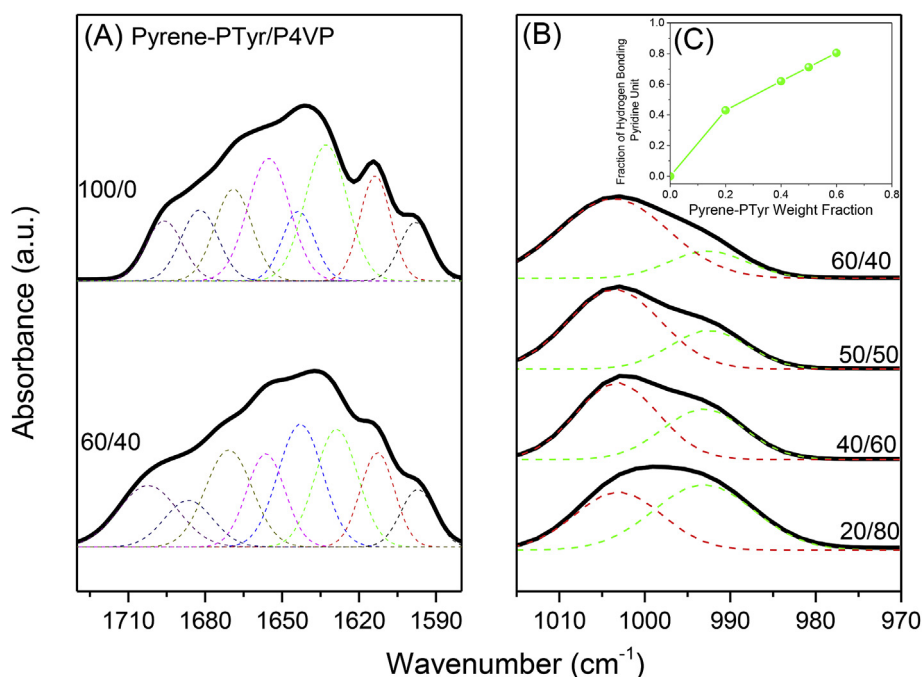 (A) Pyrene-PTyr/P4VP
100/0
60/40
1710 1680 1650 1620 1590
(B)
(C)
1.0
0.8
0.6
0.4
0.2
0.0
0.0 0.2 0.4 0.6 0.8
Fraction of Hydrogen Bonding
Pyridine Unit
Pyrene-PTyr Weight Fraction
60/40
50/50
40/60
20/80
1010 1000 990 980 970
Absorbance (a.u.)
Wavenumber (cm⁻¹)